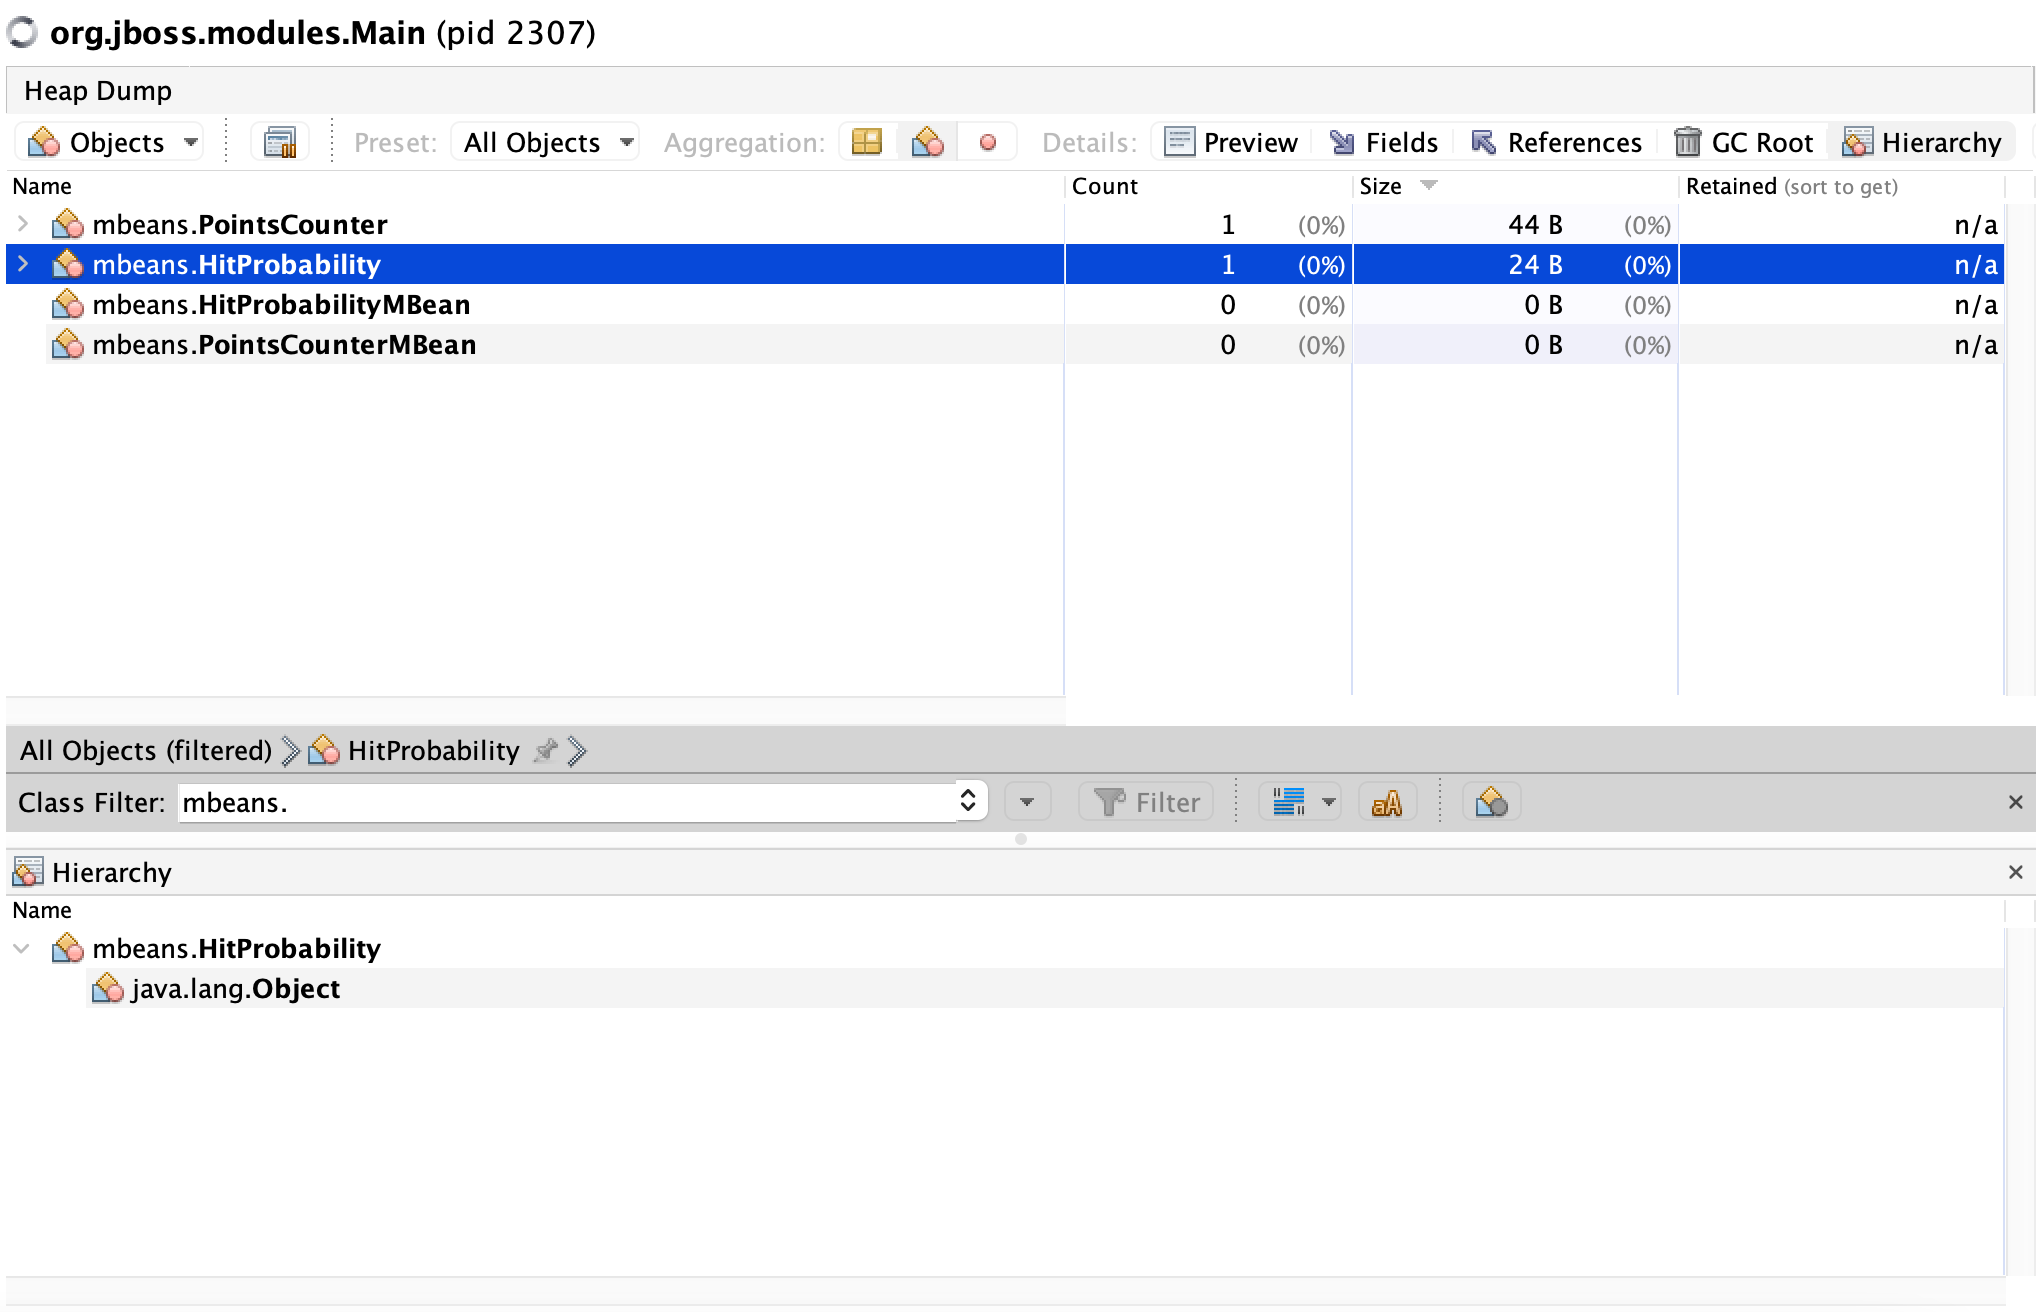 org.jboss.modules.Main (pid 2307)
Heap Dump
Objects Preset: All Objects Aggregation: Details: Preview Fields References GC Root Hierarchy
Name Count Size Retained (sort to get)
mbeans.PointsCounter 1 (0%) 44 B (0%) n/a
mbeans.HitProbability 1 (0%) 24 B (0%) n/a
mbeans.HitProbabilityMBean 0 (0%) 0 B (0%) n/a
mbeans.PointsCounterMBean 0 (0%) 0 B (0%) n/a
All Objects (filtered) HitProbability
Class Filter: mbeans. Filter aA
Hierarchy
Name
mbeans.HitProbability
java.lang.Object